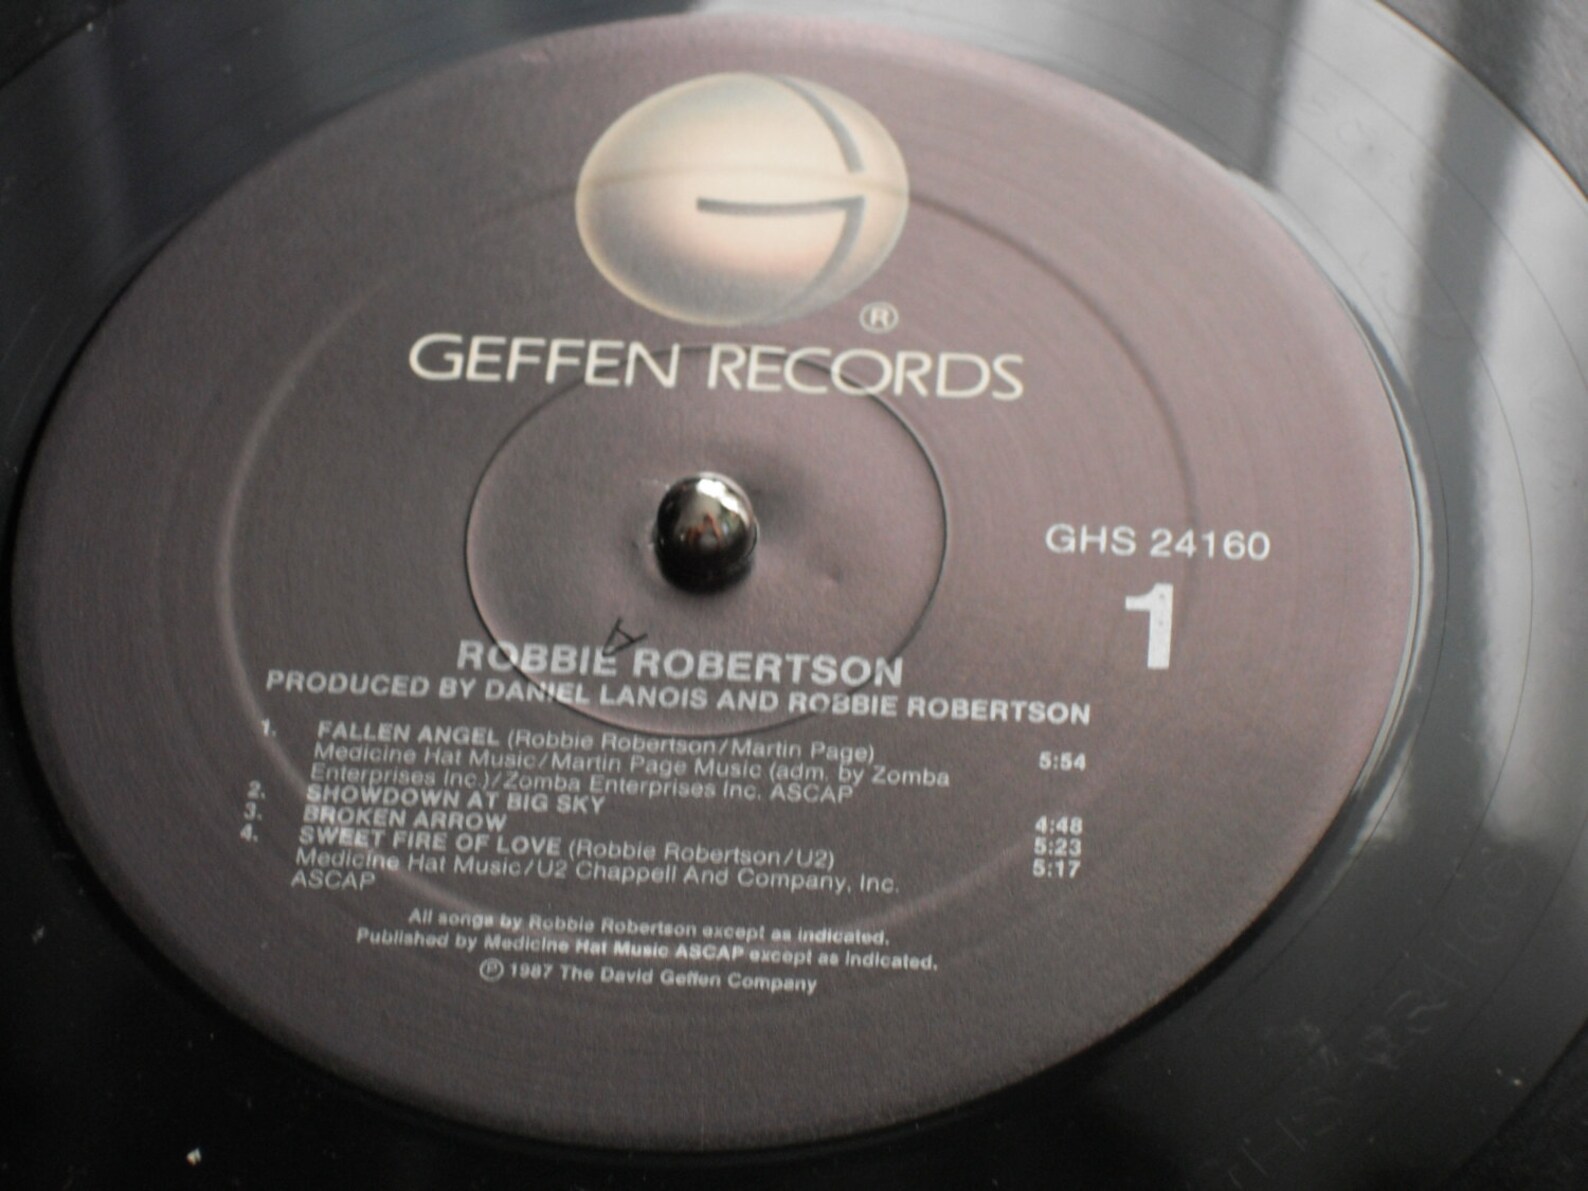 ®
GEFFEN RECORDS
GHS 24160
1
A
ROBBIE ROBERTSON
PRODUCED BY DANIEL LANOIS AND ROBBIE ROBERTSON
1. FALLEN ANGEL (Robbie Robertson/Martin Page) 5:54
Medicine Hat Music/Martin Page Music (adm. by Zomba
Enterprises Inc.)/Zomba Enterprises Inc. ASCAP
2. SHOWDOWN AT BIG SKY 4:48
3. BROKEN ARROW 5:23
4. SWEET FIRE OF LOVE (Robbie Robertson/U2) 5:17
Medicine Hat Music/U2 Chappell And Company, Inc.
ASCAP
All songs by Robbie Robertson except as indicated.
Published by Medicine Hat Music ASCAP except as indicated.
℗ 1987 The David Geffen Company